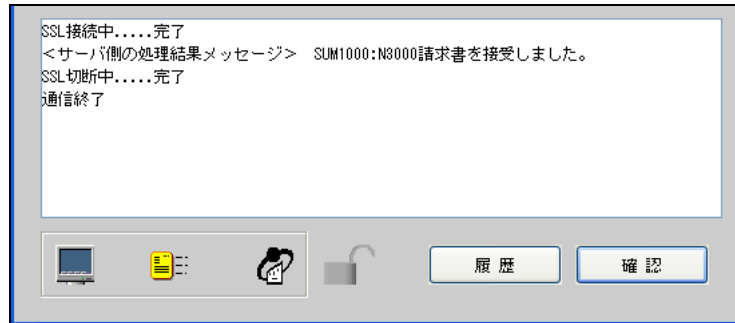 SSL接続中.....完了
<サーバ側の処理結果メッセージ>　SUM1000:N3000請求書を接受しました。
SSL切断中.....完了
通信終了
履 歴
確 認